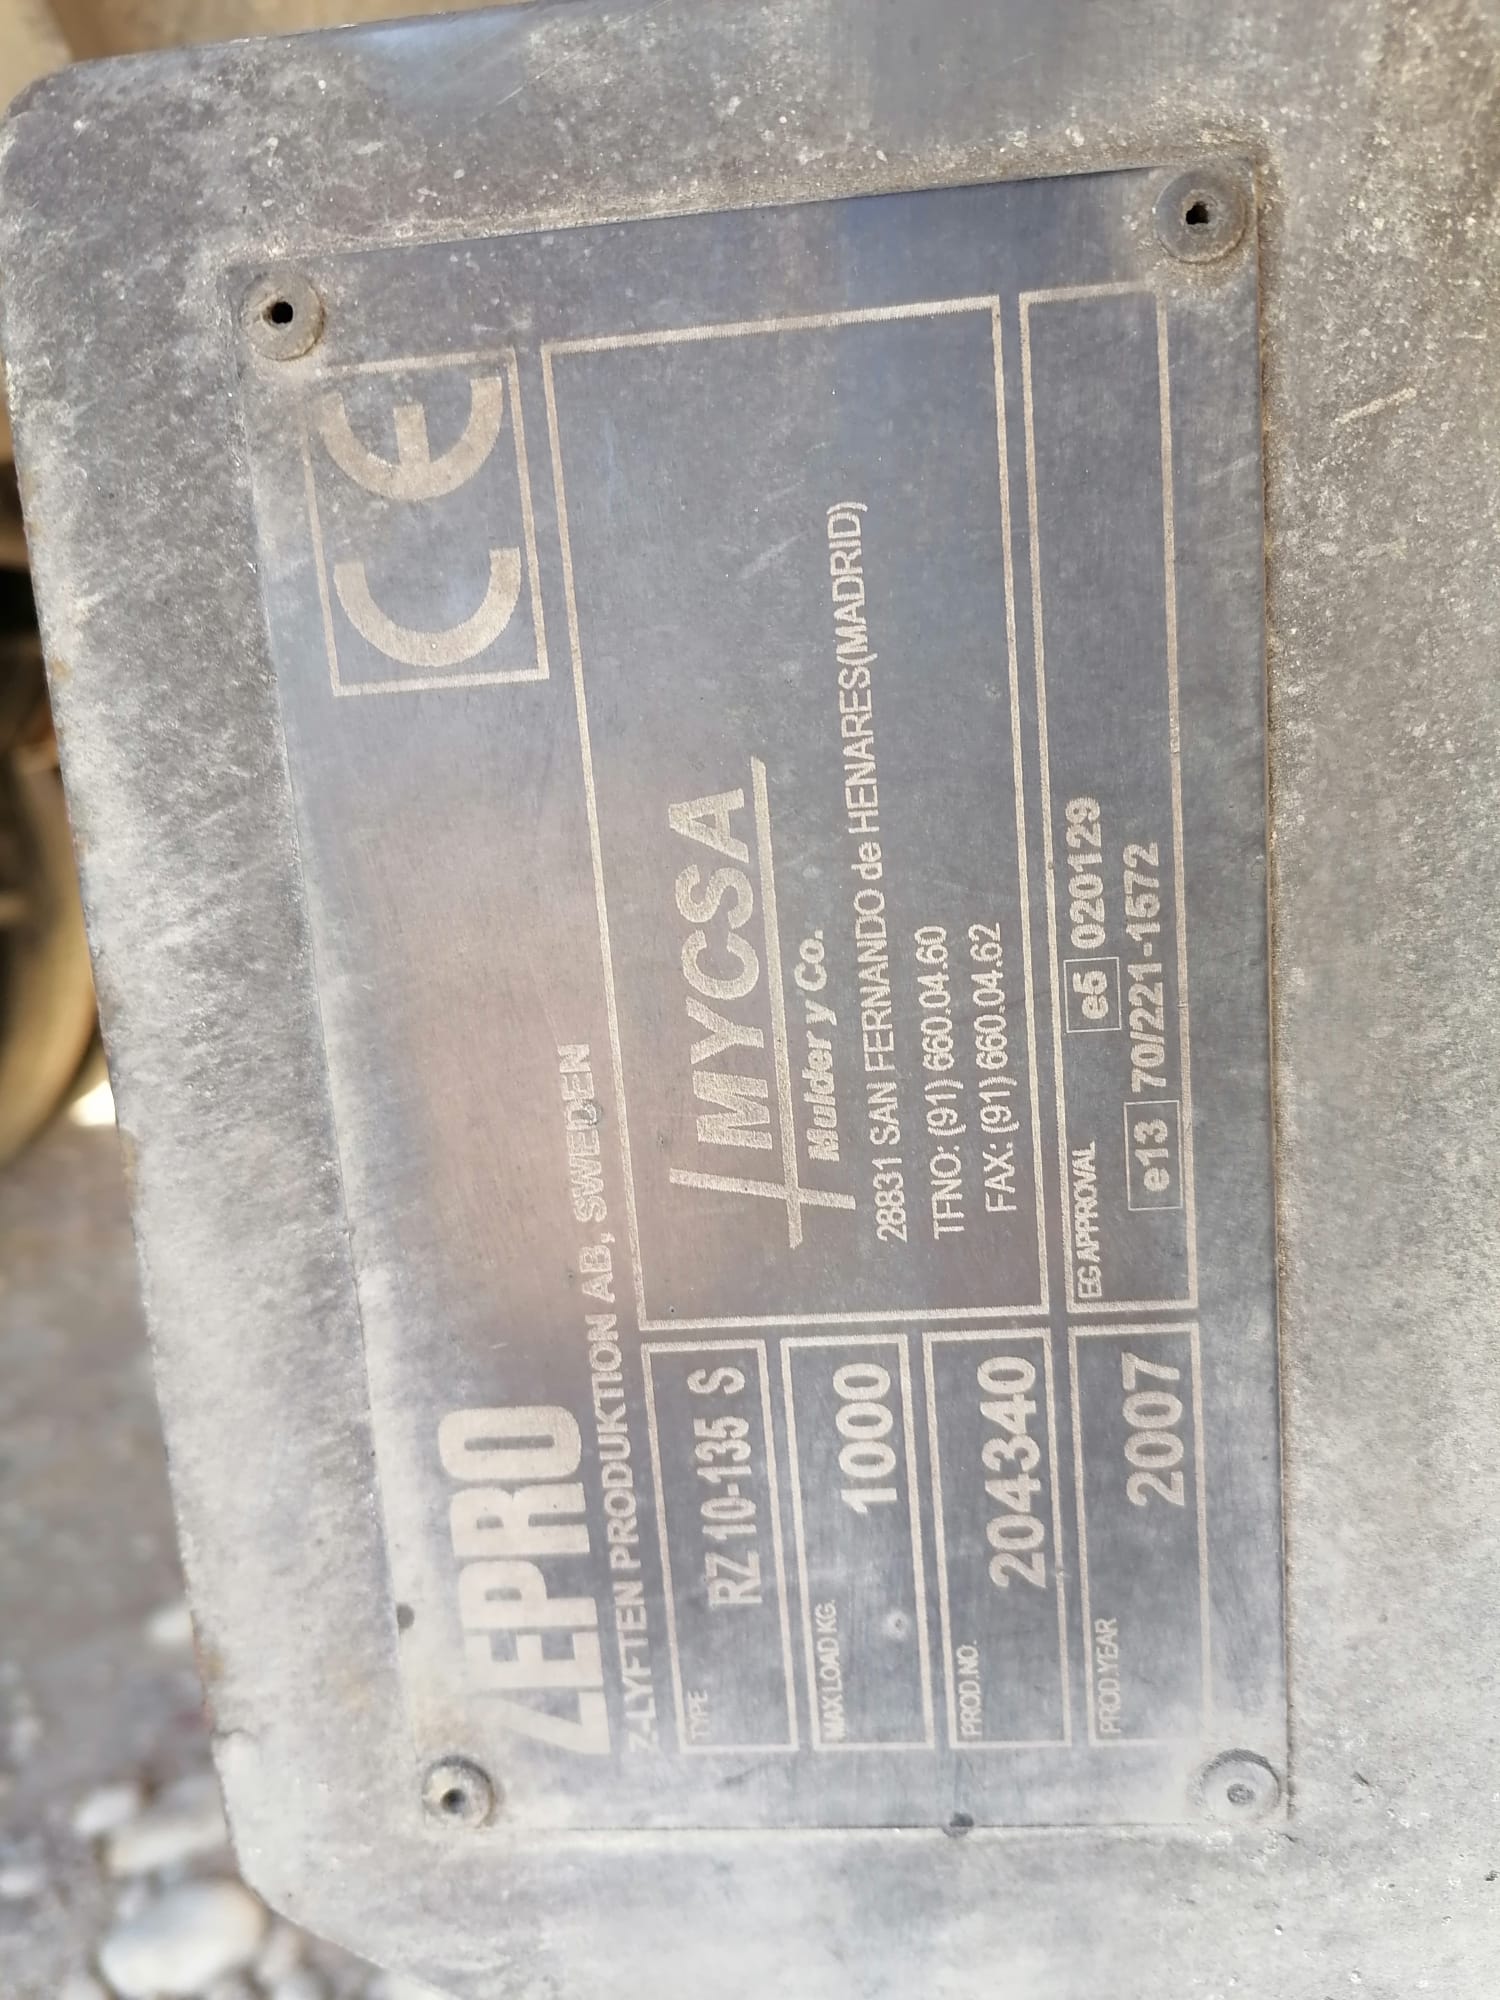 ZEPRO
CE
Z-LYFTEN PRODUKTION AB, SWEDEN
TYPE
RZ 10-135 S
MAX LOAD KG.
1000
PROD.NO.
204340
PROD.YEAR
2007
MYCSA
Mulder y Co.
28831 SAN FERNANDO de HENARES(MADRID)
TFNO: (91) 660.04.60
FAX: (91) 660.04.62
EG APPROVAL
e5 020129
e13 70/221-1572